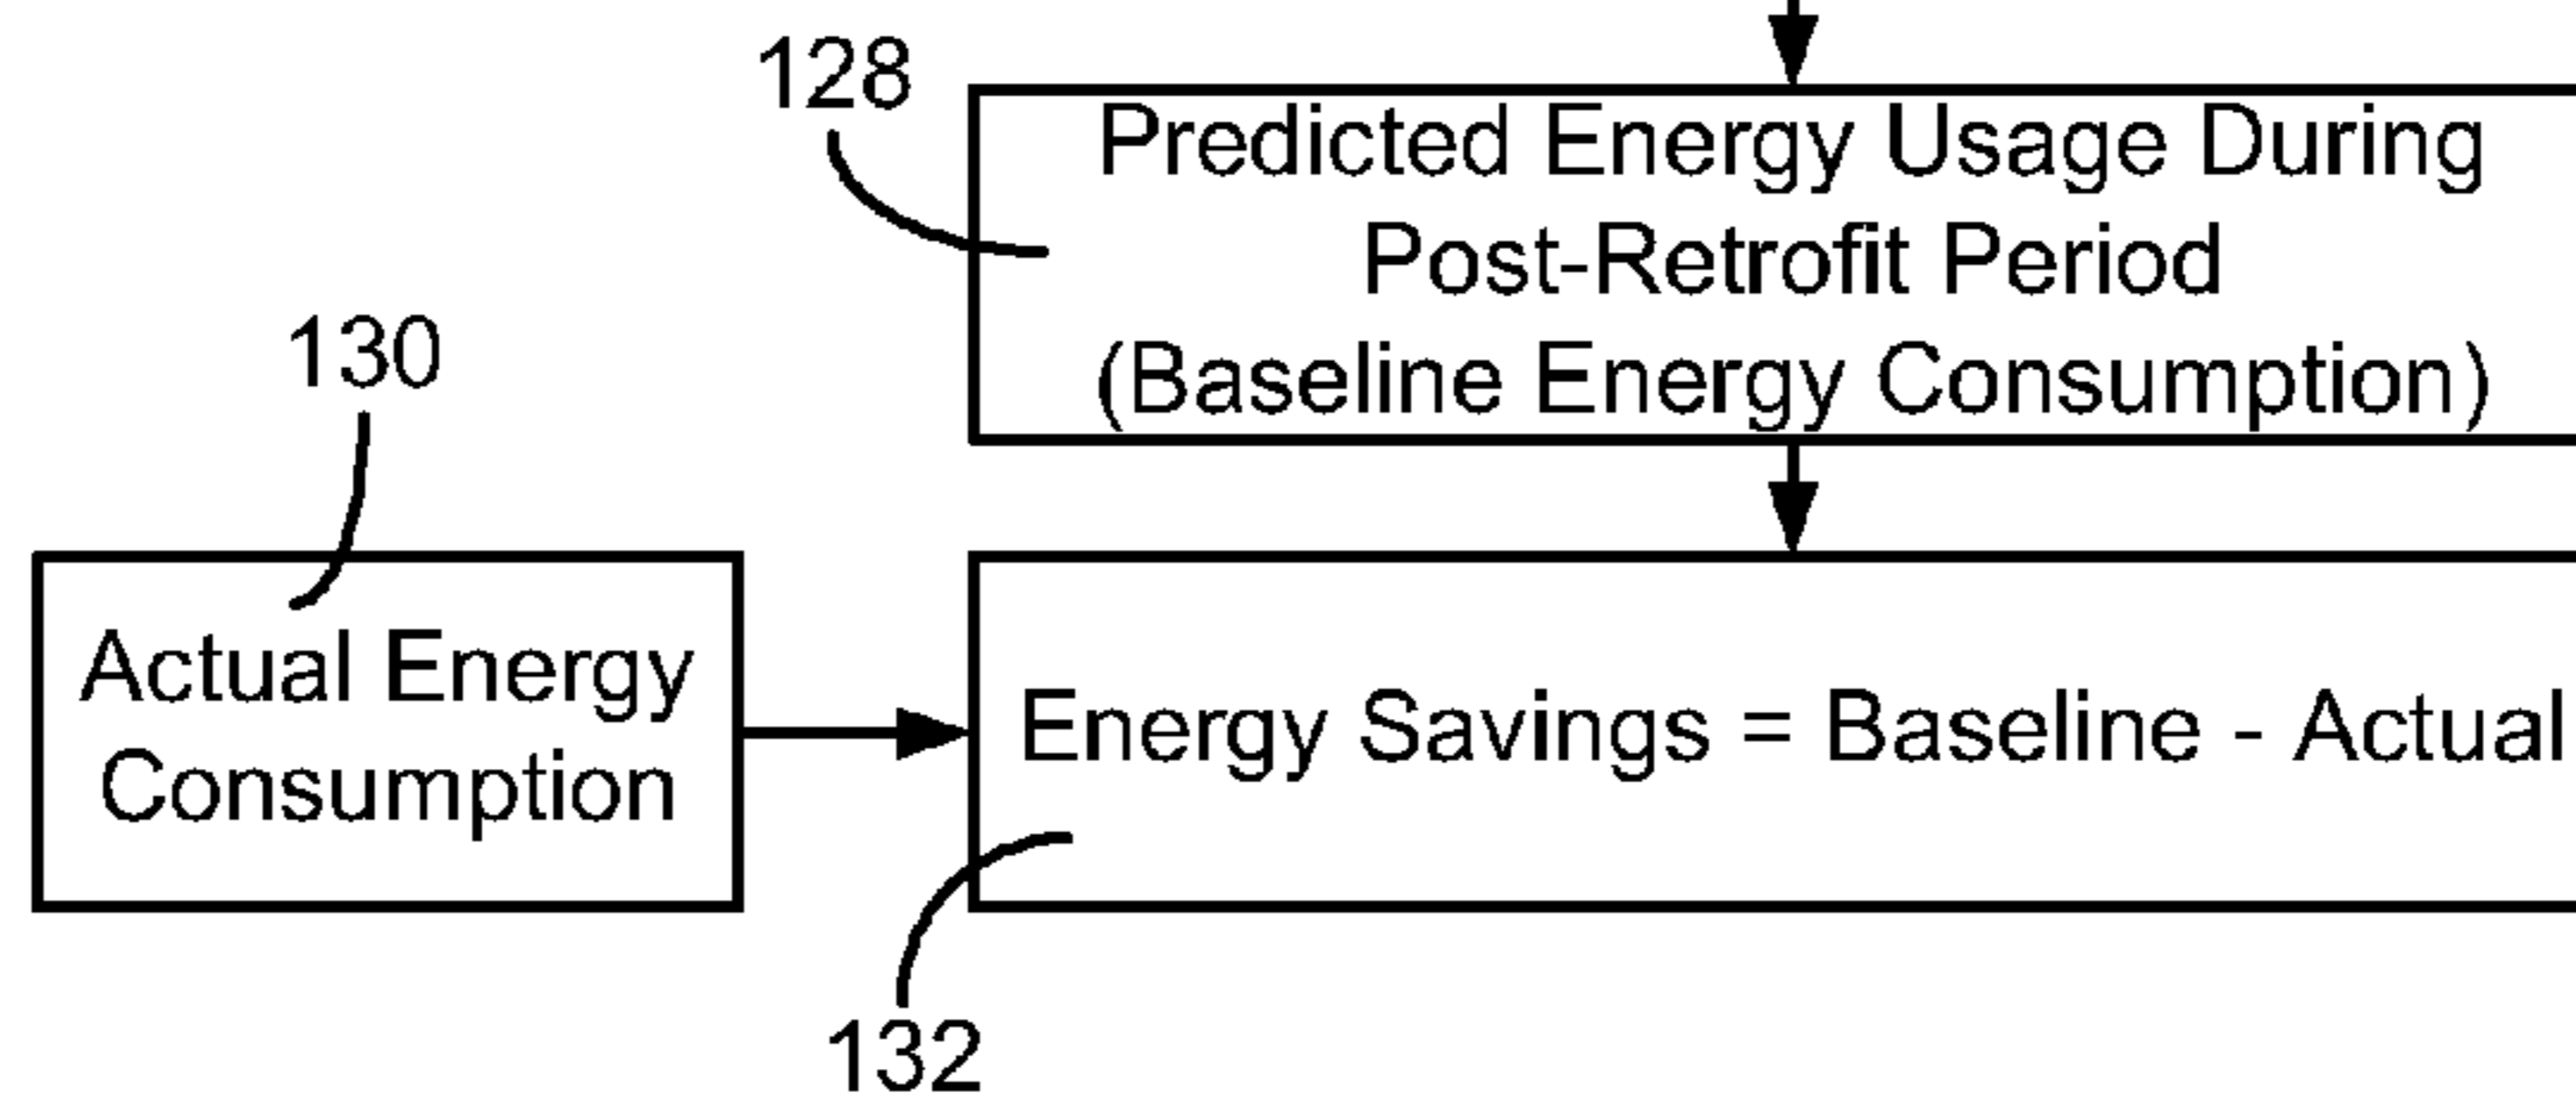 128
Predicted Energy Usage During
Post-Retrofit Period
(Baseline Energy Consumption)
130
Actual Energy
Consumption
Energy Savings = Baseline - Actual
132